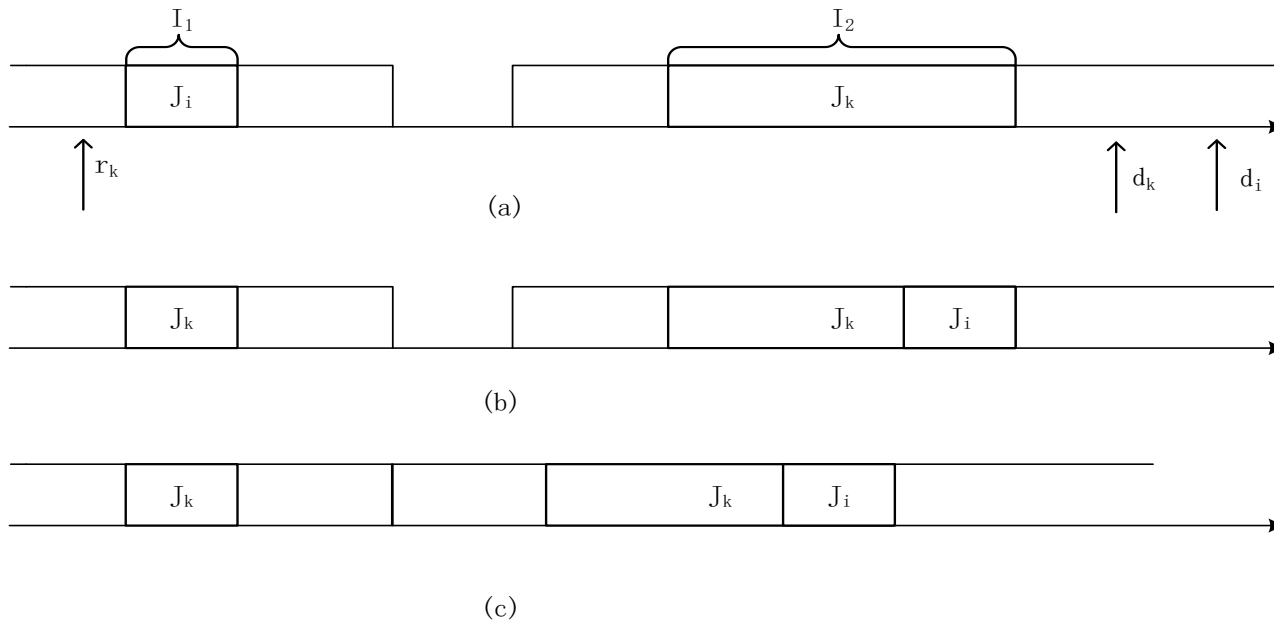 I₁ I₂
Jᵢ Jₖ
rₖ dₖ dᵢ
(a)
Jₖ Jₖ Jᵢ
(b)
Jₖ Jₖ Jᵢ
(c)